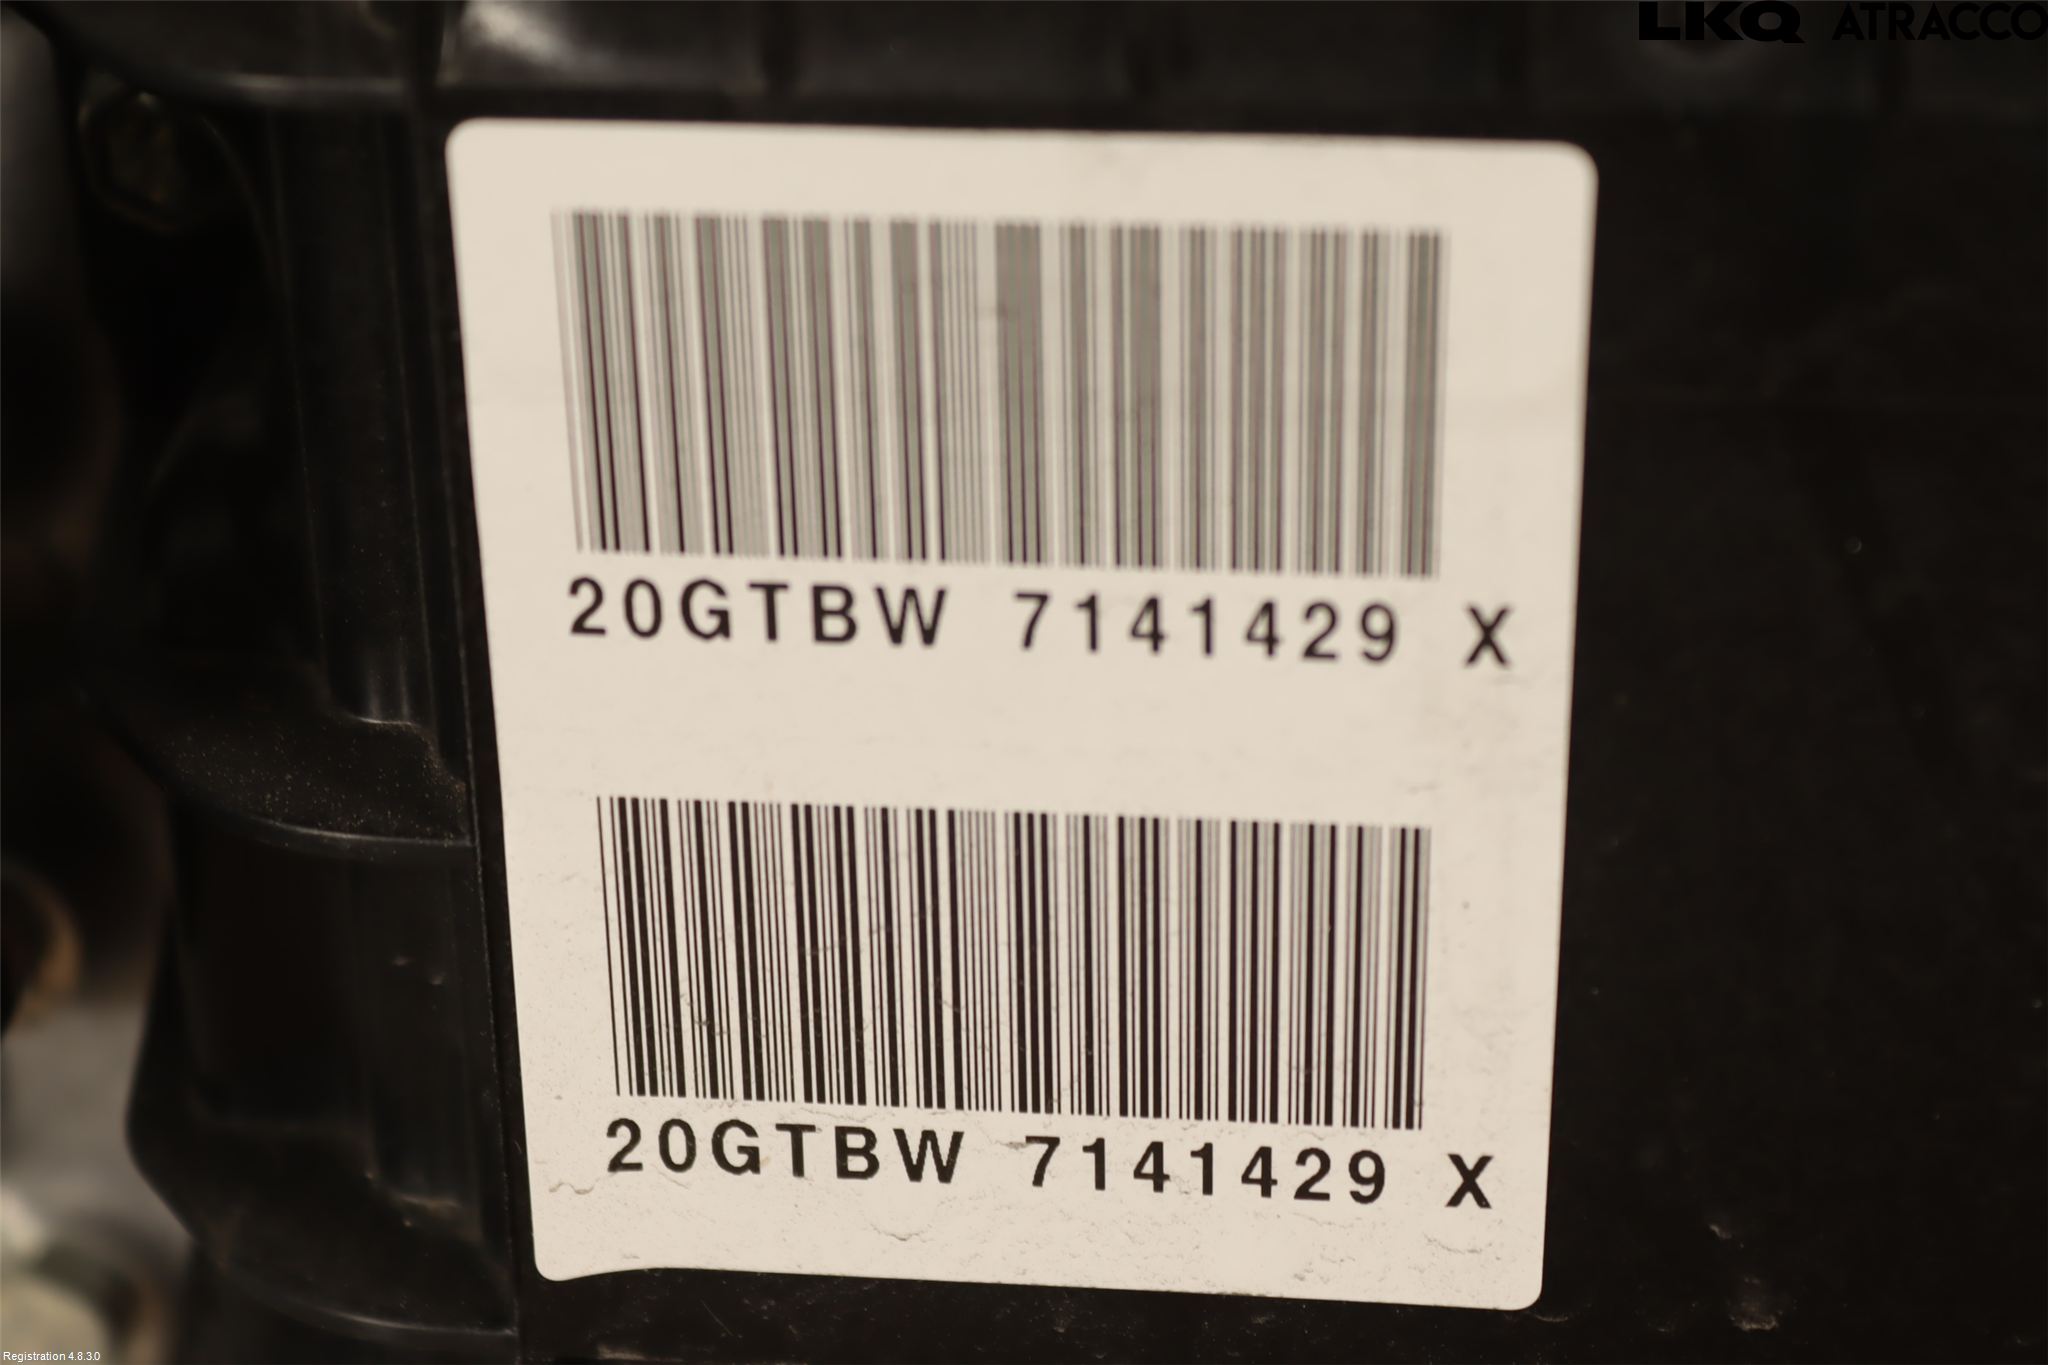 LKQ ATRACCO
20GTBW 7141429 X
20GTBW 7141429 X
Registration 4.8.3.0